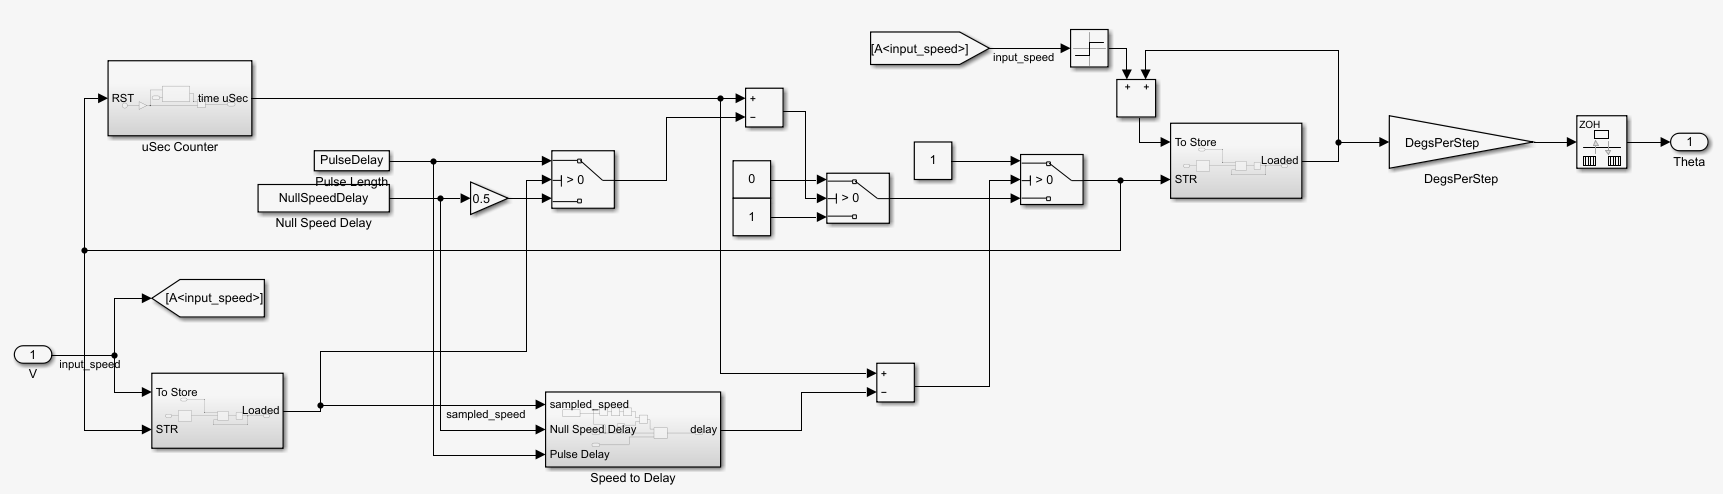 [A<input_speed>]
input_speed
+ +
RST
time uSec
uSec Counter
+
−
PulseDelay
Pulse Length
NullSpeedDelay
Null Speed Delay
0.5
> 0
0
1
> 0
1
> 0
To Store
Loaded
STR
DegsPerStep
DegsPerStep
ZOH
1
Theta
[A<input_speed>]
1
V
input_speed
To Store
Loaded
STR
sampled_speed
sampled_speed
Null Speed Delay
delay
Pulse Delay
Speed to Delay
+
−